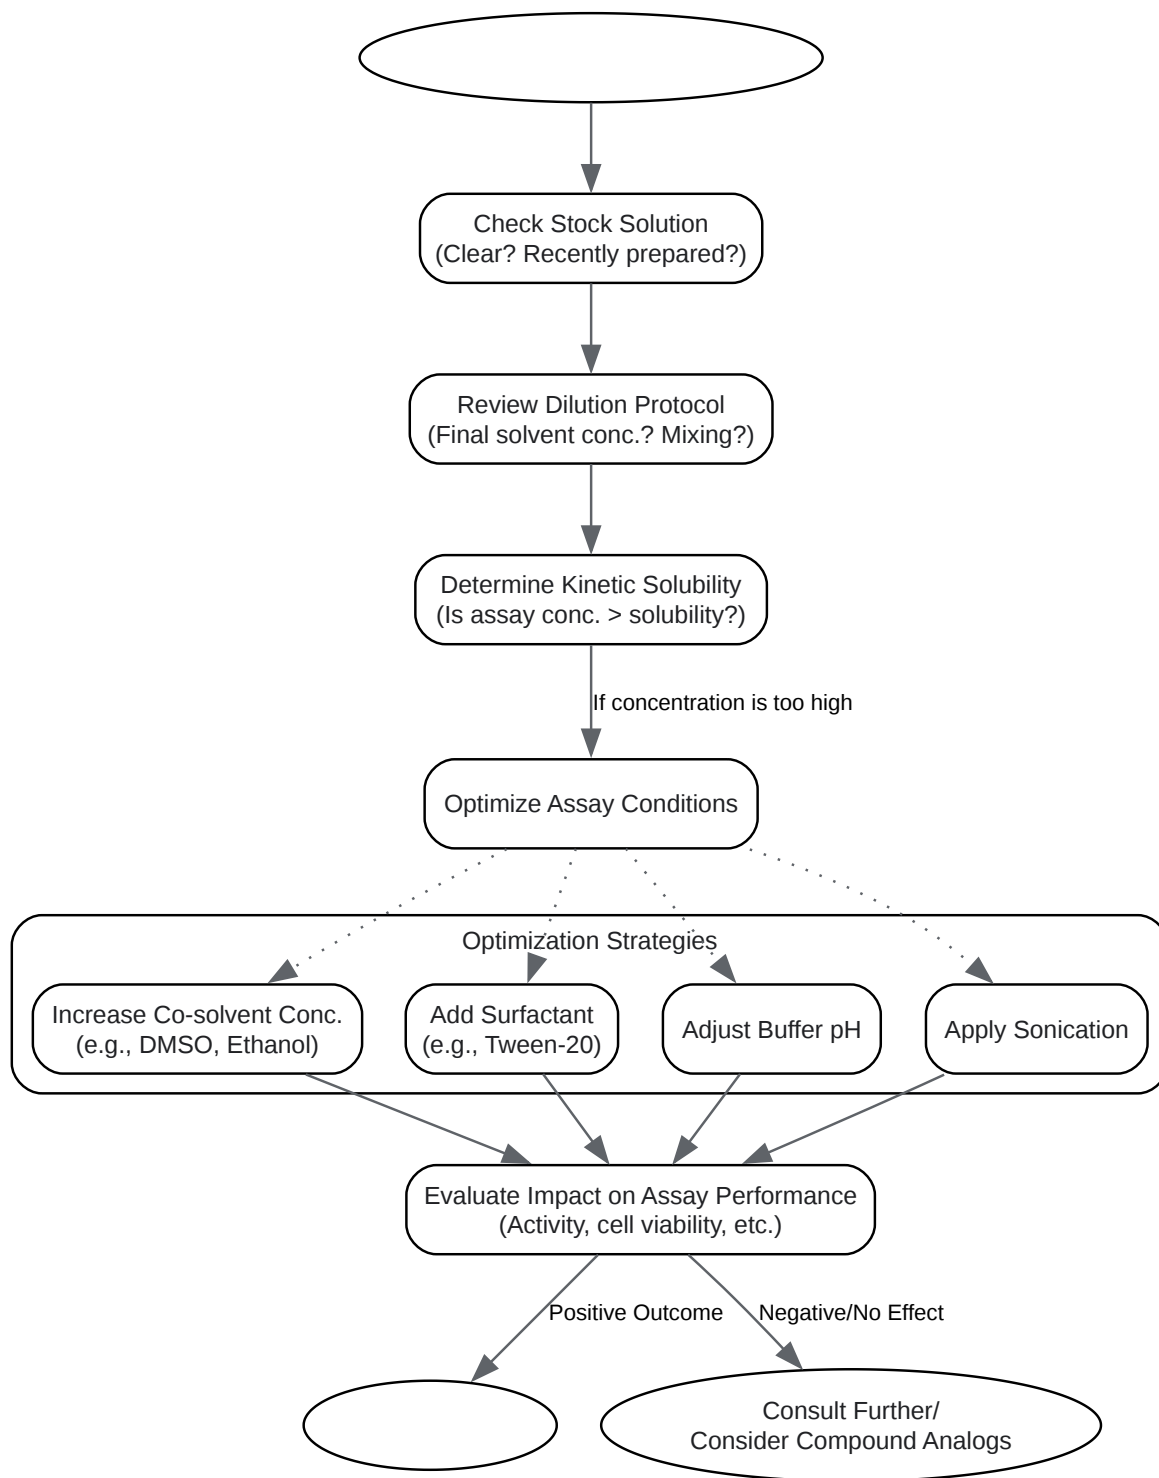 Check Stock Solution
(Clear? Recently prepared?)
Review Dilution Protocol
(Final solvent conc.? Mixing?)
Determine Kinetic Solubility
(Is assay conc. > solubility?)
If concentration is too high
Optimize Assay Conditions
Optimization Strategies
Increase Co-solvent Conc.
(e.g., DMSO, Ethanol)
Add Surfactant
(e.g., Tween-20)
Adjust Buffer pH
Apply Sonication
Evaluate Impact on Assay Performance
(Activity, cell viability, etc.)
Positive Outcome
Negative/No Effect
Consult Further/
Consider Compound Analogs